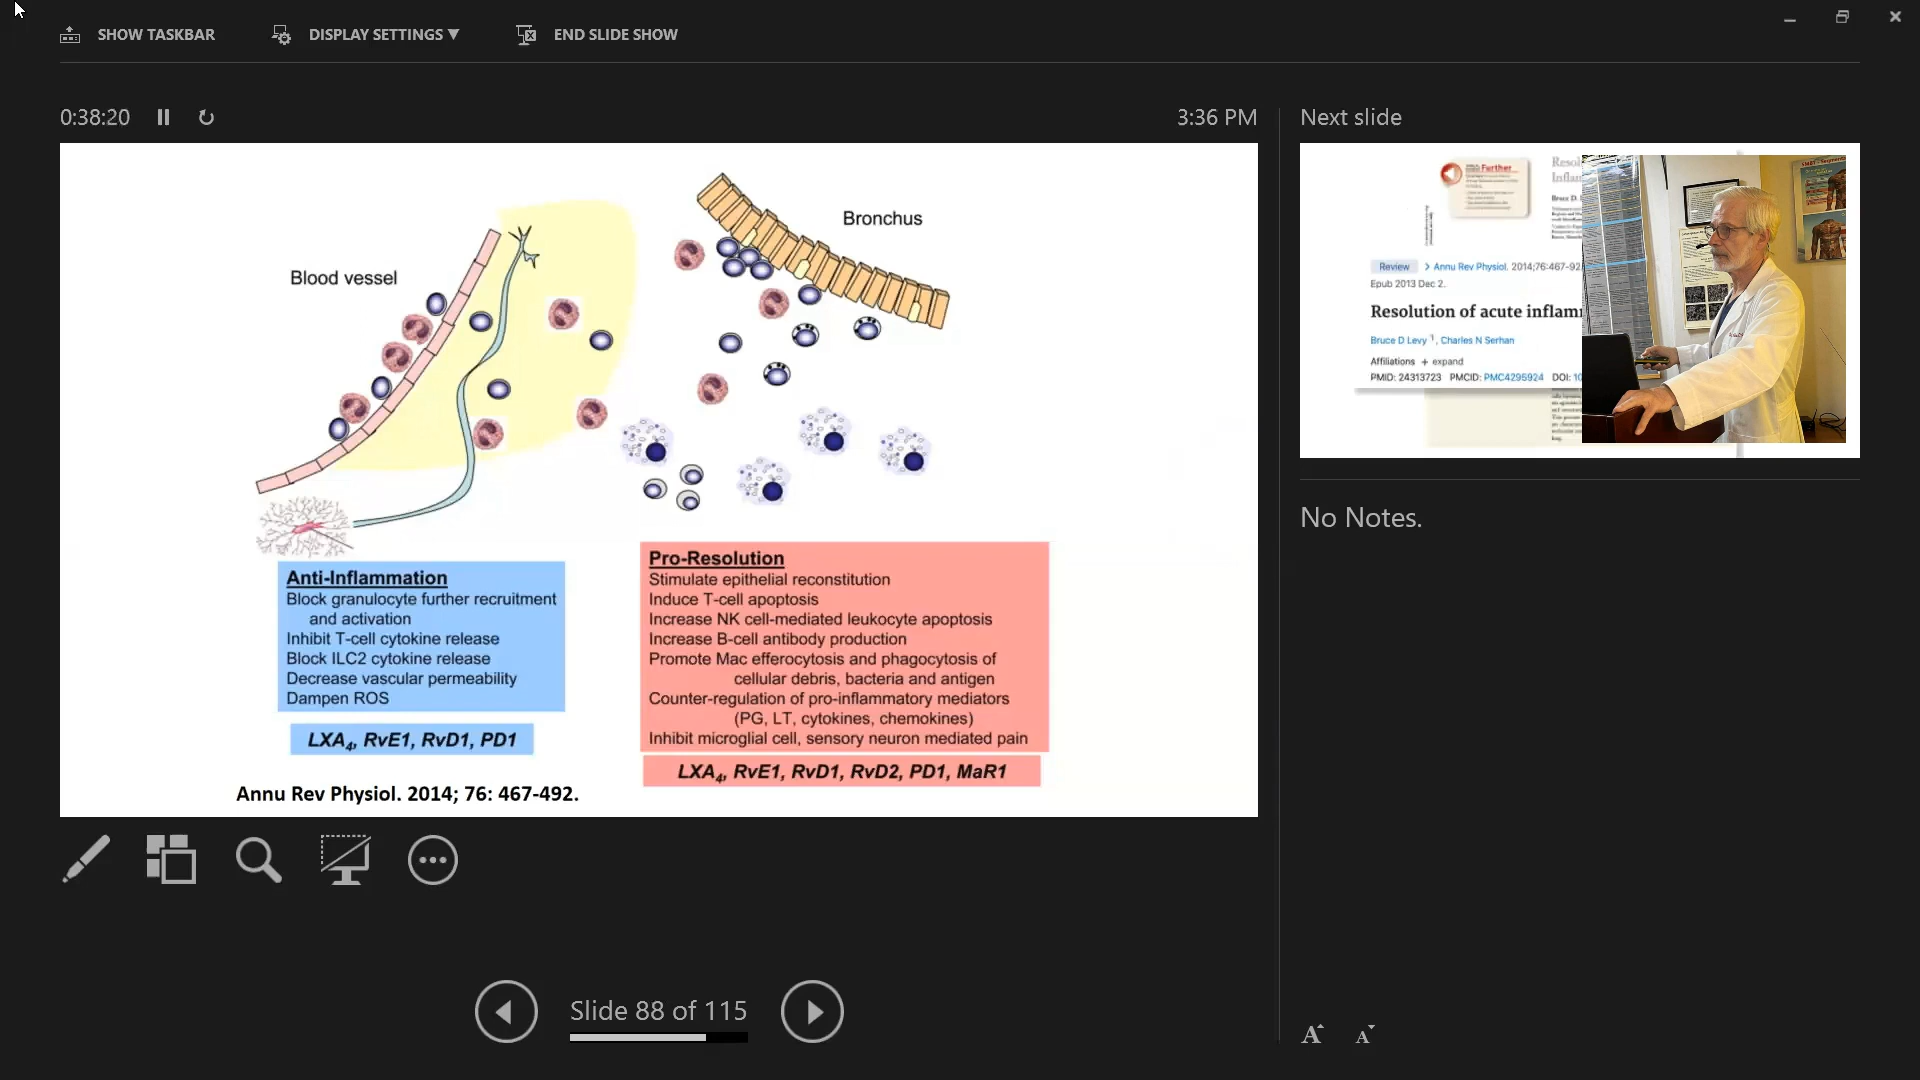 SHOW TASKBAR
DISPLAY SETTINGS ▼
END SLIDE SHOW
0:38:20
3:36 PM
Next slide
Blood vessel
Bronchus
Anti-Inflammation
Block granulocyte further recruitment
and activation
Inhibit T-cell cytokine release
Block ILC2 cytokine release
Decrease vascular permeability
Dampen ROS
LXA4, RvE1, RvD1, PD1
Pro-Resolution
Stimulate epithelial reconstitution
Induce T-cell apoptosis
Increase NK cell-mediated leukocyte apoptosis
Increase B-cell antibody production
Promote Mac efferocytosis and phagocytosis of
cellular debris, bacteria and antigen
Counter-regulation of pro-inflammatory mediators
(PG, LT, cytokines, chemokines)
Inhibit microglial cell, sensory neuron mediated pain
LXA4, RvE1, RvD1, RvD2, PD1, MaR1
Annu Rev Physiol. 2014; 76: 467-492.
Further
Bruce D.
Review > Annu Rev Physiol. 2014;76:467-92
Epub 2013 Dec 2.
Resolution of acute inflam
Bruce D Levy 1, Charles N Serhan
Affiliations + expand
PMID: 24313723 PMCID: PMC4295924 DOI: 10
No Notes.
Slide 88 of 115
A A